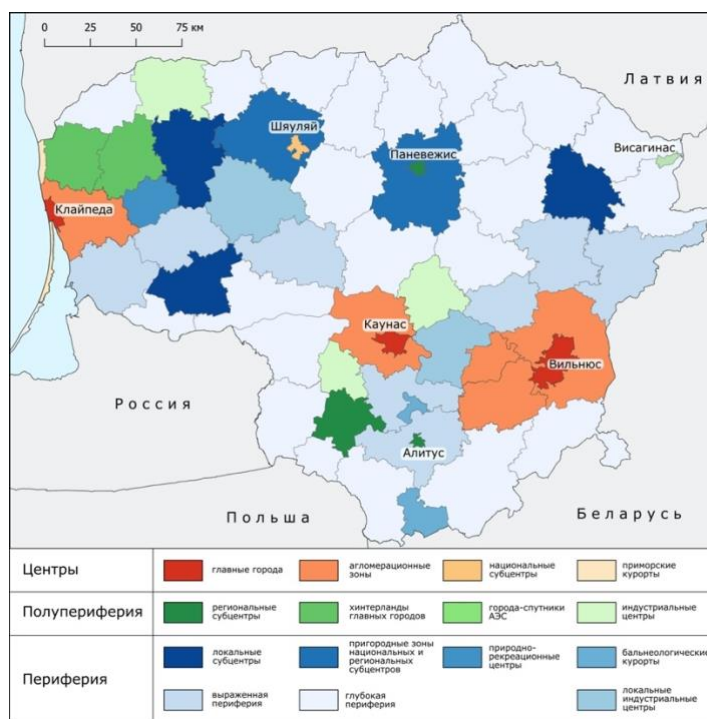 0 25 50 75 км
Латвия
Шяуляй
Паневежис
Висагинас
Клайпеда
Каунас
Вильнюс
Россия
Алитус
Польша
Беларусь
Центры
главные города
агломерационные
зоны
национальные
субцентры
приморские
курорты
Полупериферия
региональные
субцентры
хинтерланды
главных городов
города-спутники
АЭС
индустриальные
центры
Периферия
локальные
субцентры
пригородные зоны
национальных и
региональных
субцентров
природно-
рекреационные
центры
бальнеологические
курорты
выраженная
периферия
глубокая
периферия
локальные
индустриальные
центры